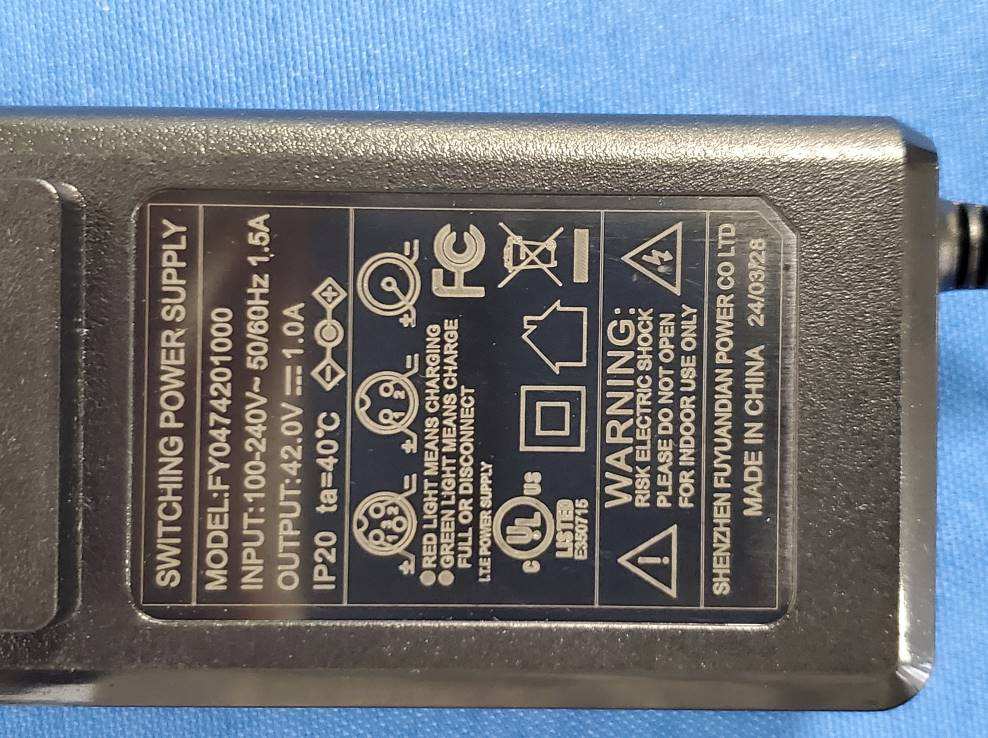 SWITCHING POWER SUPPLY
MODEL:FY0474201000
INPUT:100-240V~ 50/60Hz 1.5A
OUTPUT:42.0V⎓1.0A
IP20 ta=40℃
● RED LIGHT MEANS CHARGING
● GREEN LIGHT MEANS CHARGE
FULL OR DISCONNECT
FC
I.T.E POWER SUPPLY
C UL US
LISTED
E350715
WARNING:
RISK ELECTRIC SHOCK
PLEASE DO NOT OPEN
FOR INDOOR USE ONLY
SHENZHEN FUYUANDIAN POWER CO LTD
MADE IN CHINA 24/03/28